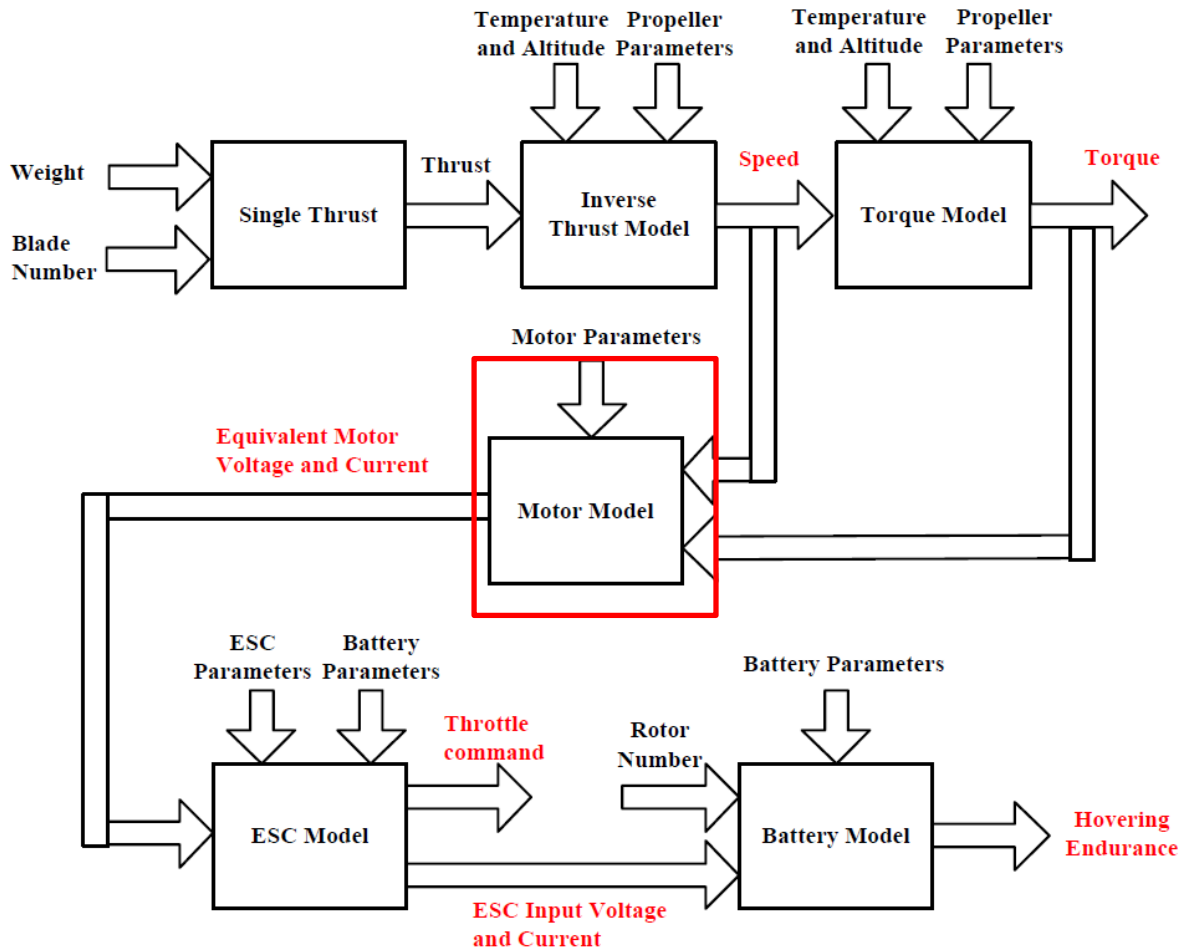 Temperature
and Altitude
Propeller
Parameters
Temperature
and Altitude
Propeller
Parameters
Weight
Blade
Number
Single Thrust
Thrust
Inverse
Thrust Model
Speed
Torque Model
Torque
Motor Parameters
Equivalent Motor
Voltage and Current
Motor Model
ESC
Parameters
Battery
Parameters
Throttle
command
Rotor
Number
Battery Parameters
ESC Model
Battery Model
Hovering
Endurance
ESC Input Voltage
and Current